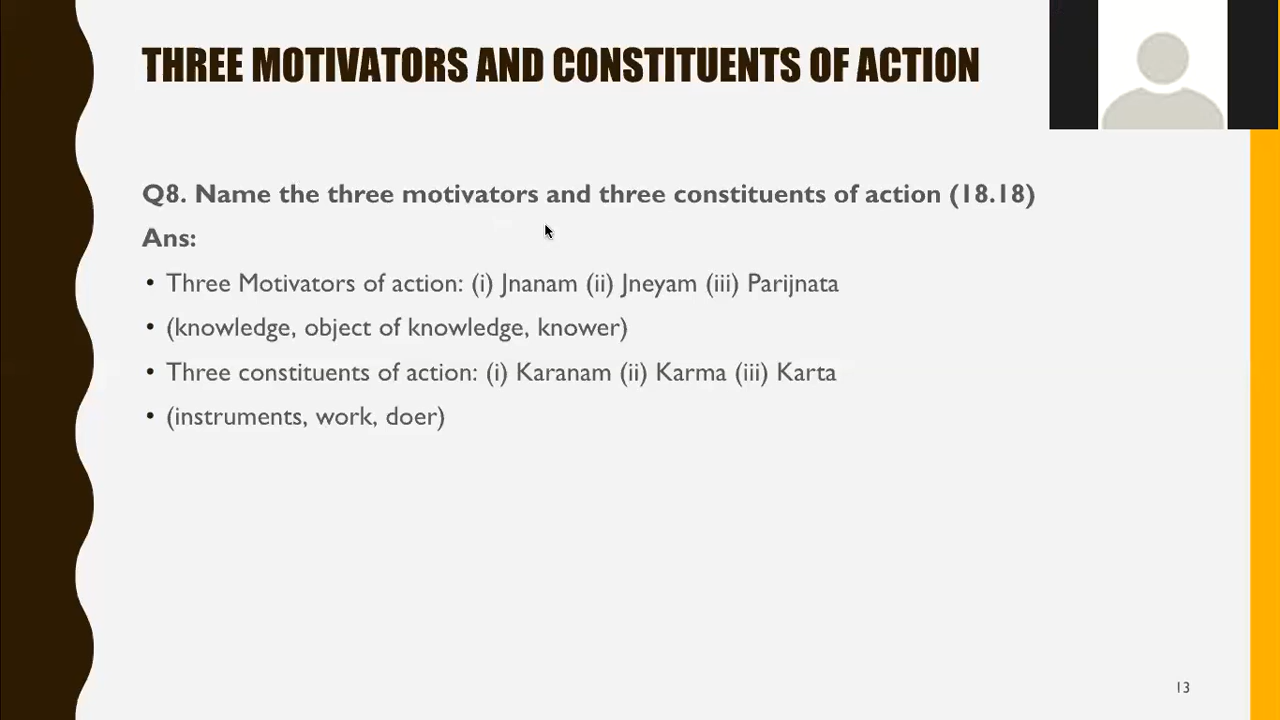 THREE MOTIVATORS AND CONSTITUENTS OF ACTION
Q8. Name the three motivators and three constituents of action (18.18)
Ans:
• Three Motivators of action: (i) Jnanam (ii) Jneyam (iii) Parijnata
• (knowledge, object of knowledge, knower)
• Three constituents of action: (i) Karanam (ii) Karma (iii) Karta
• (instruments, work, doer)
13